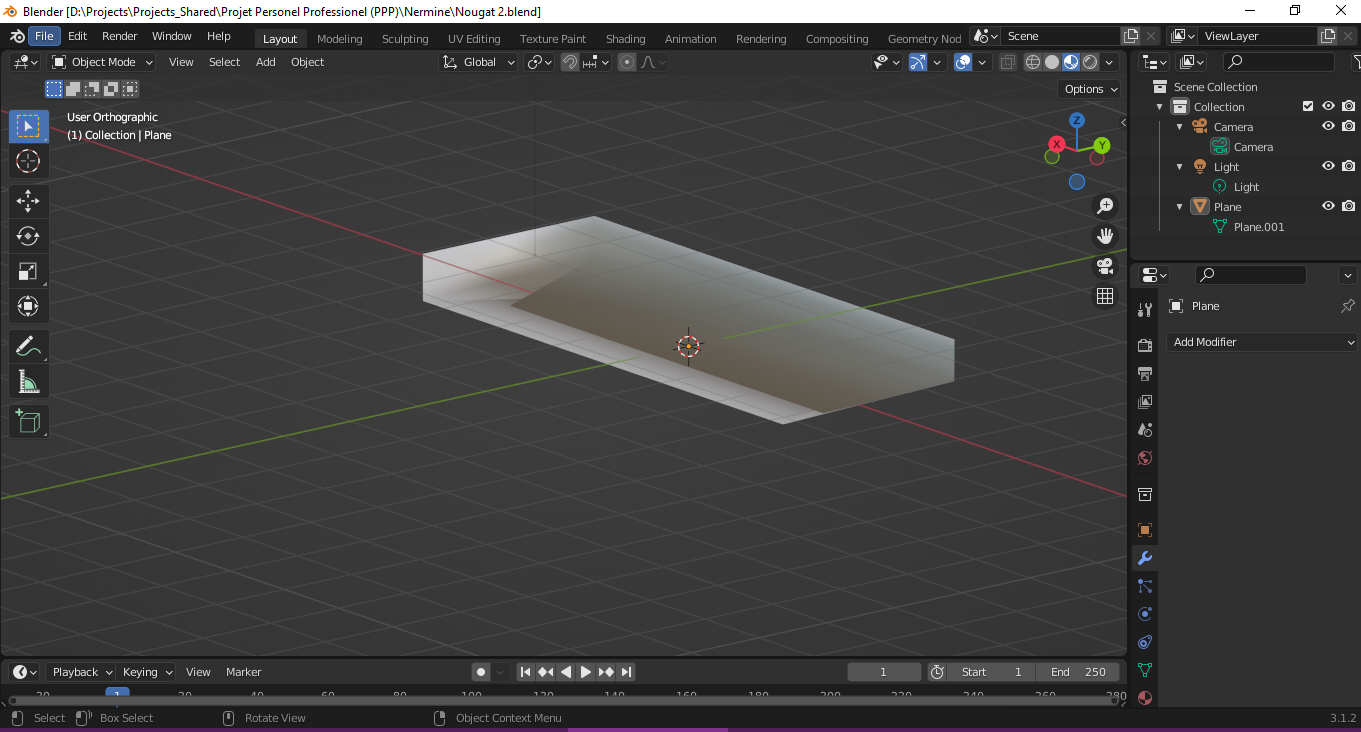 Blender [D:\Projects\Projects_Shared\Projet Personel Professionel (PPP)\Nermine\Nougat 2.blend]
File Edit Render Window Help Layout Modeling Sculpting UV Editing Texture Paint Shading Animation Rendering Compositing Geometry Nod Scene ViewLayer
Object Mode View Select Add Object Global
Options
User Orthographic
(1) Collection | Plane
Z
X
Y
Scene Collection
Collection
Camera
Camera
Light
Light
Plane
Plane.001
Plane
Add Modifier
Playback Keying View Marker 1 Start 1 End 250
20 1 20 40 60 80 100 120 140 160 180 200 220 240 260 280
Select Box Select Rotate View Object Context Menu 3.1.2